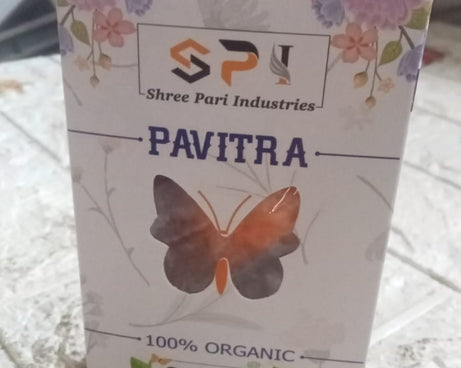 SPI
Shree Pari Industries
PAVITRA
100% ORGANIC